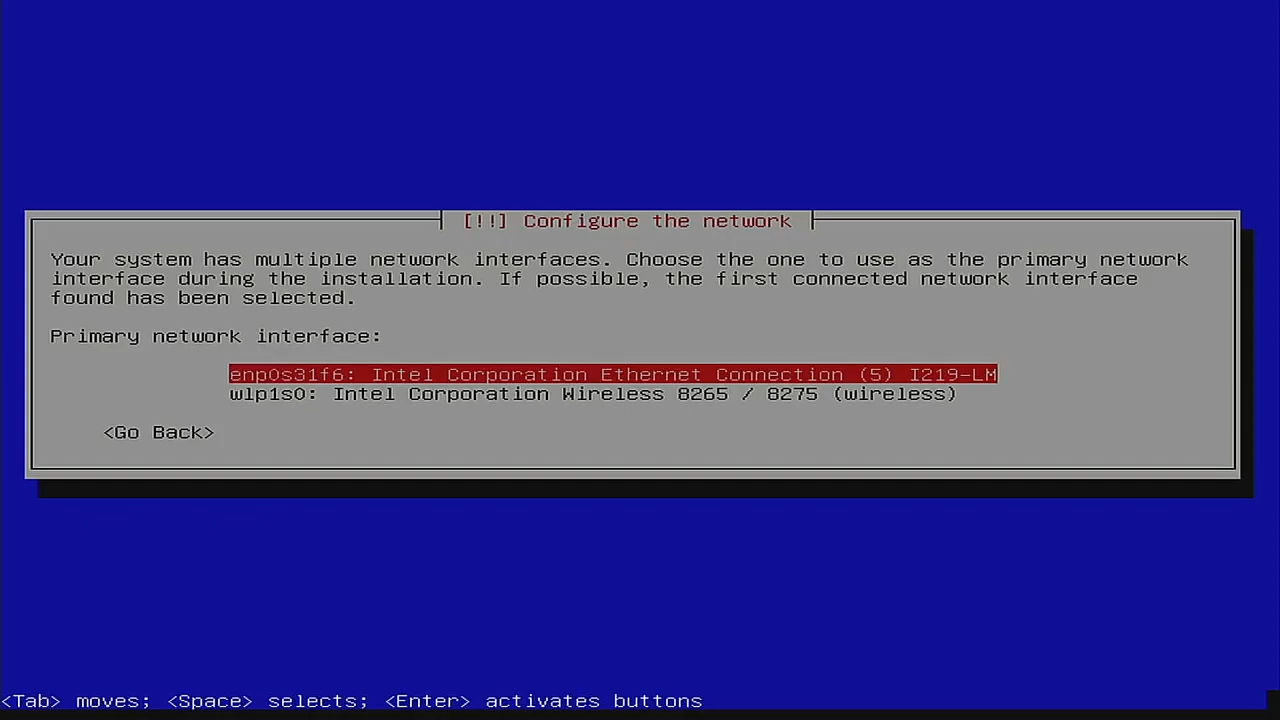 [!!] Configure the network
Your system has multiple network interfaces. Choose the one to use as the primary network
interface during the installation. If possible, the first connected network interface
found has been selected.
Primary network interface:
enp0s31f6: Intel Corporation Ethernet Connection (5) I219-LM
wlp1s0: Intel Corporation Wireless 8265 / 8275 (wireless)
<Go Back>
<Tab> moves; <Space> selects; <Enter> activates buttons